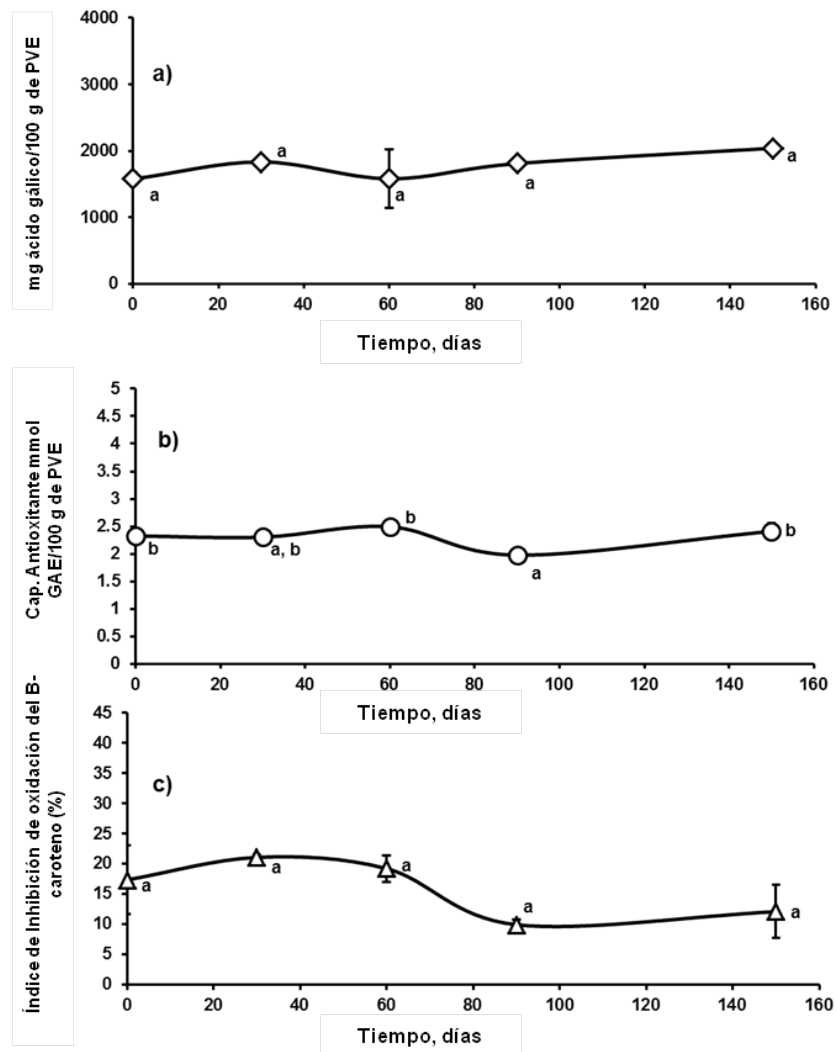 mg ácido gálico/100 g de PVE
4000
3000
2000
1000
0
a)
a
a
a
a
a
0 20 40 60 80 100 120 140 160
Tiempo, días
Cap. Antioxitante mmol
GAE/100 g de PVE
5
4.5
4
3.5
3
2.5
2
1.5
1
0.5
0
b)
b
a, b
b
a
b
0 20 40 60 80 100 120 140 160
Tiempo, días
Índice de Inhibición de oxidación del B-
caroteno (%)
45
40
35
30
25
20
15
10
5
0
c)
a
a
a
a
a
0 20 40 60 80 100 120 140 160
Tiempo, días